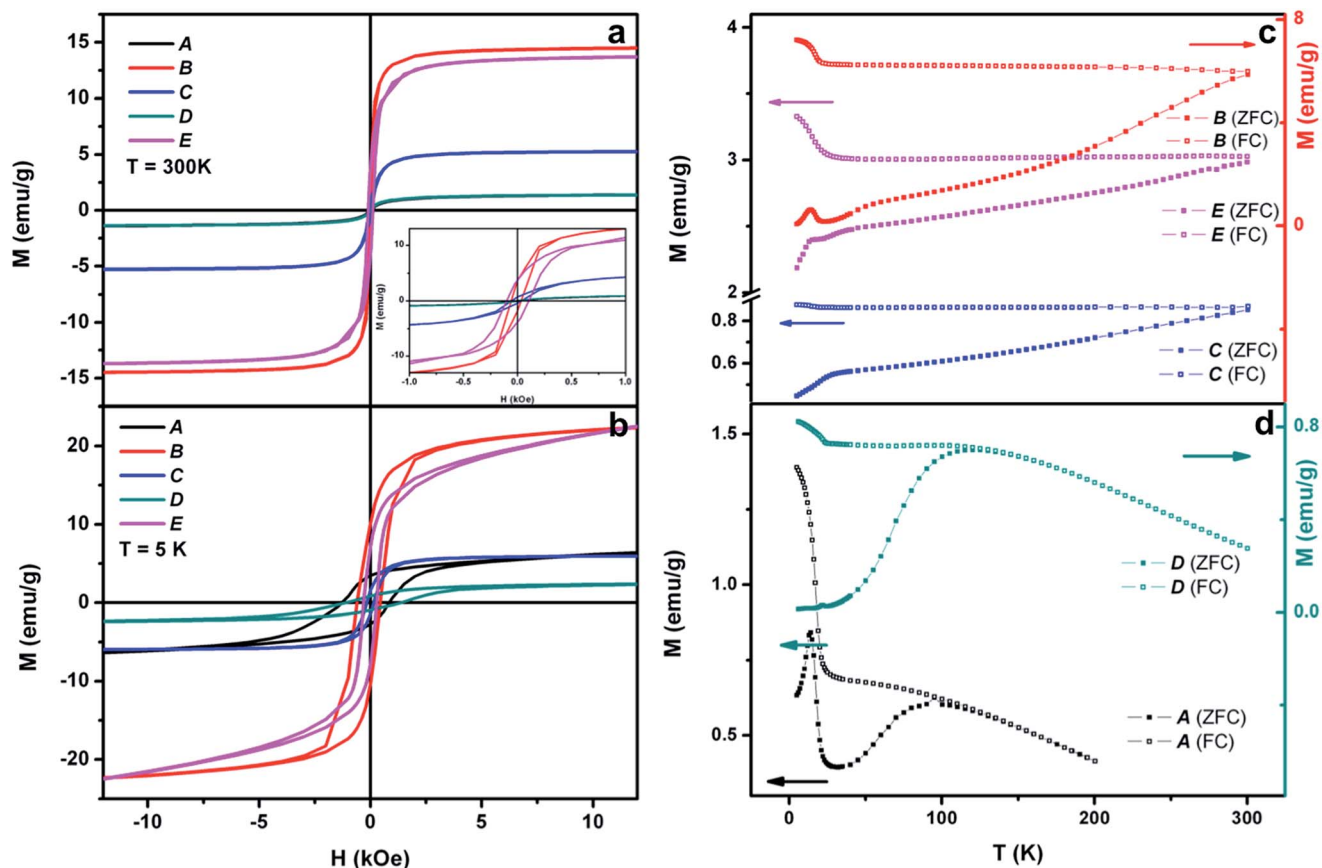 a
A
B
C
D
E
T = 300K
15
10
5
0
-5
-10
-15
M (emu/g)
10
0
-10
M (emu/g)
-1.0
-0.5
0.0
0.5
1.0
H (kOe)
b
A
B
C
D
E
T = 5 K
20
10
0
-10
-20
M (emu/g)
-10
-5
0
5
10
H (kOe)
c
4
3
2
0.8
0.6
M (emu/g)
8
4
0
M (emu/g)
B (ZFC)
B (FC)
E (ZFC)
E (FC)
C (ZFC)
C (FC)
d
1.5
1.0
0.5
M (emu/g)
0.8
0.4
0.0
M (emu/g)
D (ZFC)
D (FC)
A (ZFC)
A (FC)
0
100
200
300
T (K)